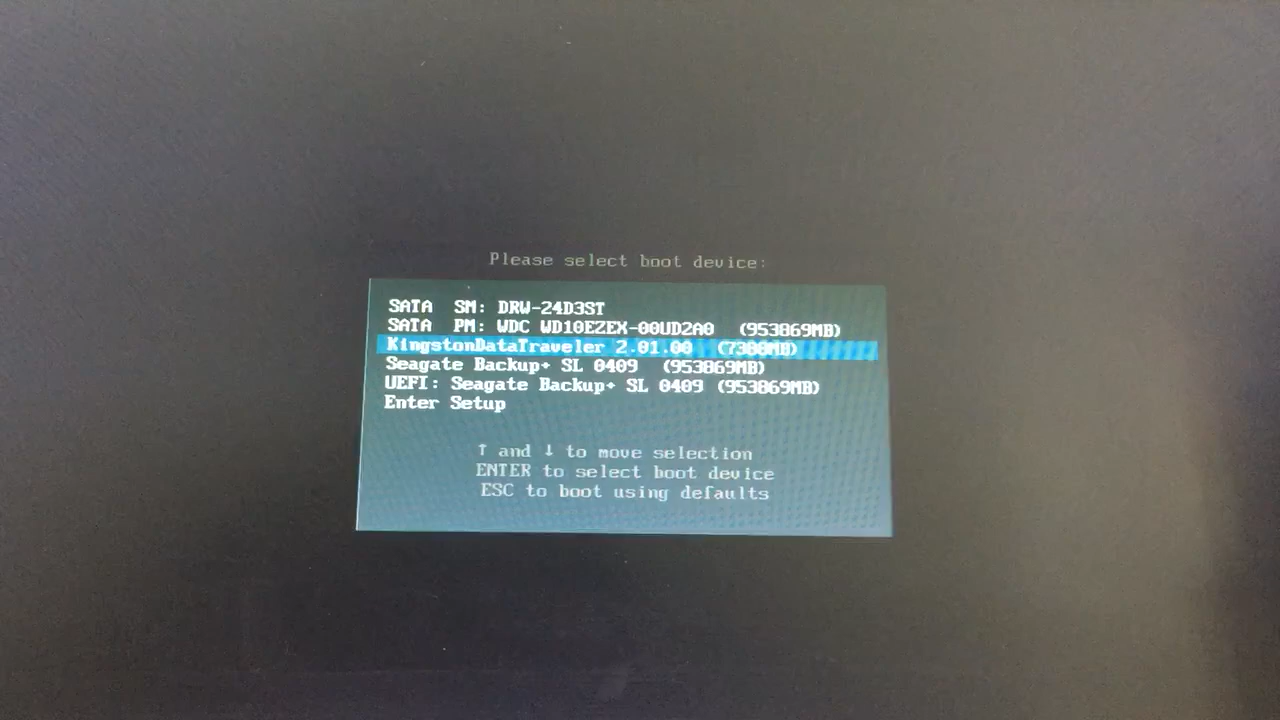 Please select boot device:
SATA SM: DRW-24D3ST
SATA PM: WDC WD10EZEX-00UD2A0 (953869MB)
KingstonDataTraveler 2.01.00 (7380MB)
Seagate Backup+ SL 0409 (953869MB)
UEFI: Seagate Backup+ SL 0409 (953869MB)
Enter Setup
↑ and ↓ to move selection
ENTER to select boot device
ESC to boot using defaults